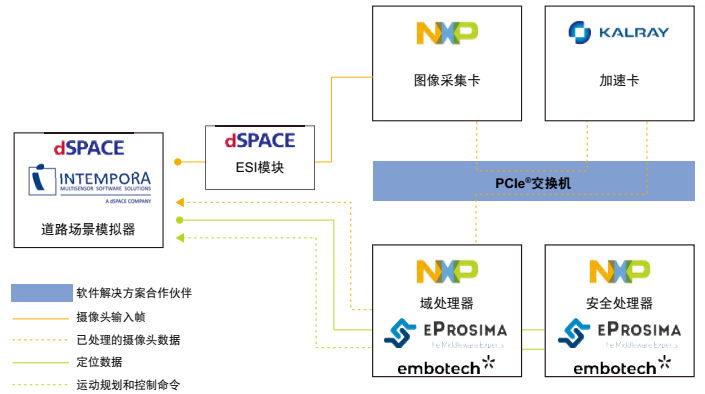 NXP
图像采集卡
KALRAY
加速卡
dSPACE
INTEMPORA
MULTISENSOR SOFTWARE SOLUTIONS
A dSPACE COMPANY
道路场景模拟器
dSPACE
ESI模块
PCIe®交换机
NXP
域处理器
EPROSIMA
The Middleware Experts
embotech
NXP
安全处理器
EPROSIMA
The Middleware Experts
embotech
软件解决方案合作伙伴
摄像头输入帧
已处理的摄像头数据
定位数据
运动规划和控制命令